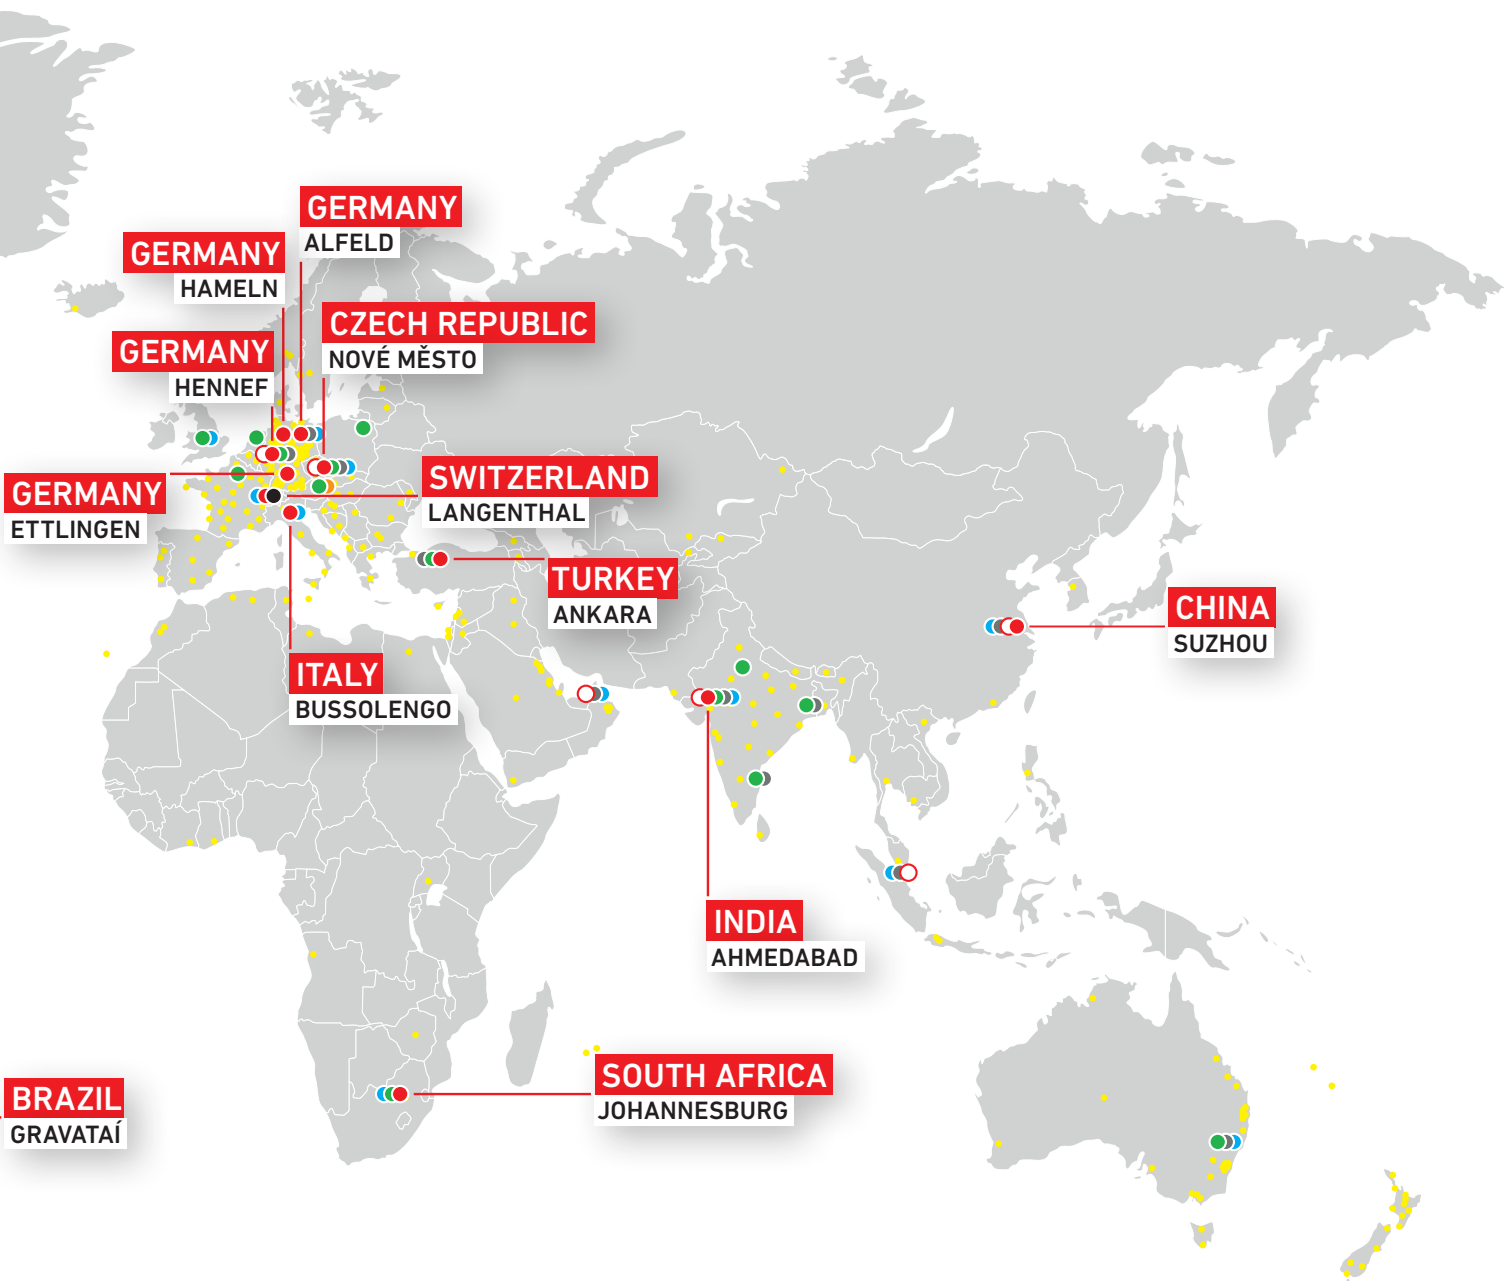 GERMANY
ALFELD
GERMANY
HAMELN
CZECH REPUBLIC
NOVÉ MĚSTO
GERMANY
HENNEF
SWITZERLAND
LANGENTHAL
GERMANY
ETTLINGEN
TURKEY
ANKARA
CHINA
SUZHOU
ITALY
BUSSOLENGO
INDIA
AHMEDABAD
SOUTH AFRICA
JOHANNESBURG
BRAZIL
GRAVATAÍ